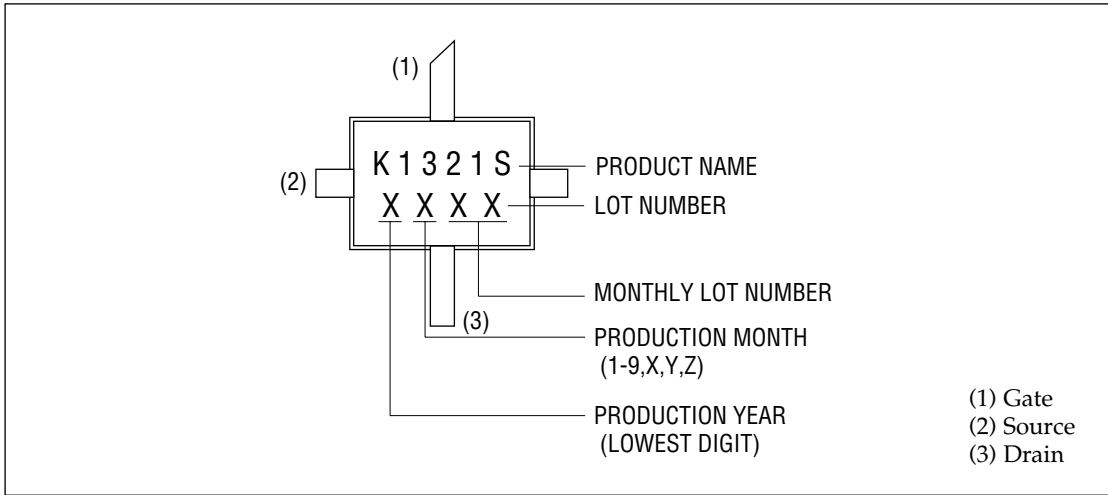 (1)
K1321S
PRODUCT NAME
(2)
XXXX
LOT NUMBER
MONTHLY LOT NUMBER
(3)
PRODUCTION MONTH
(1-9,X,Y,Z)
PRODUCTION YEAR
(LOWEST DIGIT)
(1) Gate
(2) Source
(3) Drain